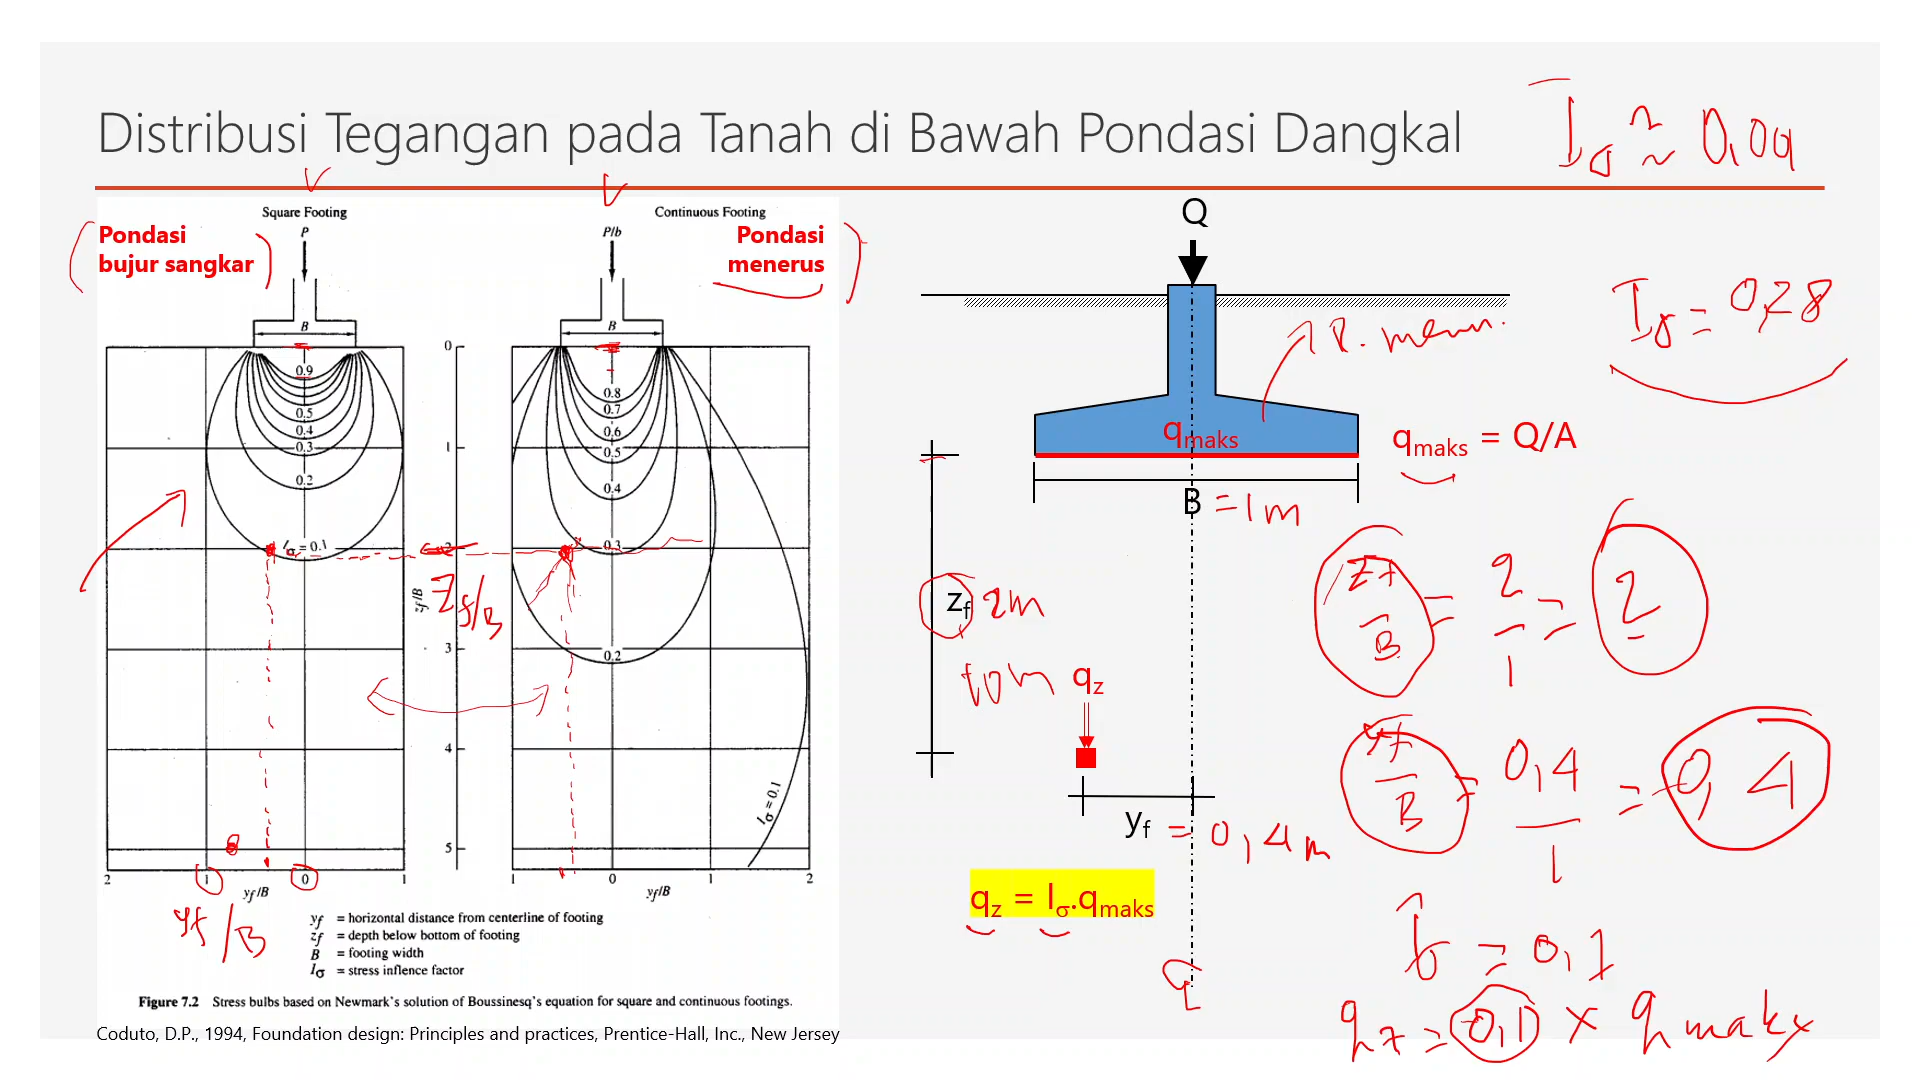 Distribusi Tegangan pada Tanah di Bawah Pondasi Dangkal
Iσ ≈ 0,09
Square Footing
Continuous Footing
Pondasi
bujur sangkar
P
P/b
Pondasi
menerus
B
B
0
0.9
0.5
0.4
0.3
0.2
Iσ = 0.1
0.8
0.7
0.6
0.5
0.4
0.3
0.2
Iσ = 0.1
1
2
3
4
5
zf/B
Zf/B
2
1
0
1
1
0
1
2
yf/B
yf/B
yf/B
yf = horizontal distance from centerline of footing
zf = depth below bottom of footing
B = footing width
Iσ = stress inflence factor
Figure 7.2 Stress bulbs based on Newmark's solution of Boussinesq's equation for square and continuous footings.
Coduto, D.P., 1994, Foundation design: Principles and practices, Prentice-Hall, Inc., New Jersey
Q
Iσ = 0,28
qmaks
qmaks = Q/A
B = 1m
zf 2m
qz
yf = 0,4m
qz = Iσ.qmaks
zf/B = 2/1 = 2
yf/B = 0,4/1 = 0,4
Iσ = 0,1
qz = 0,1 x qmaks